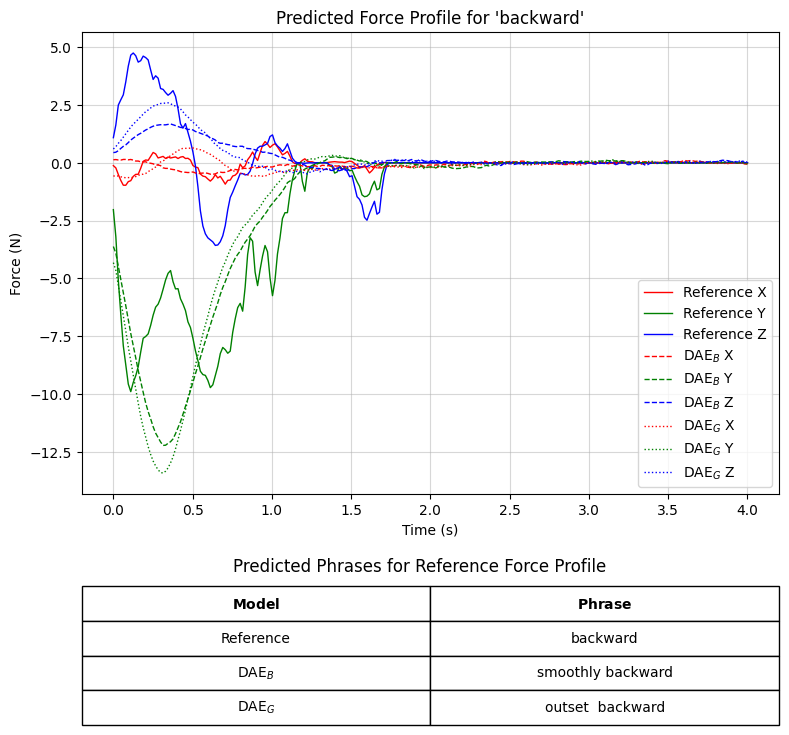 Predicted Force Profile for 'backward'
5.0
2.5
0.0
−2.5
−5.0
−7.5
−10.0
−12.5
Force (N)
Reference X
Reference Y
Reference Z
DAE_B X
DAE_B Y
DAE_B Z
DAE_G X
DAE_G Y
DAE_G Z
0.0 0.5 1.0 1.5 2.0 2.5 3.0 3.5 4.0
Time (s)
Predicted Phrases for Reference Force Profile
Model Phrase
Reference backward
DAE_B smoothly backward
DAE_G outset  backward